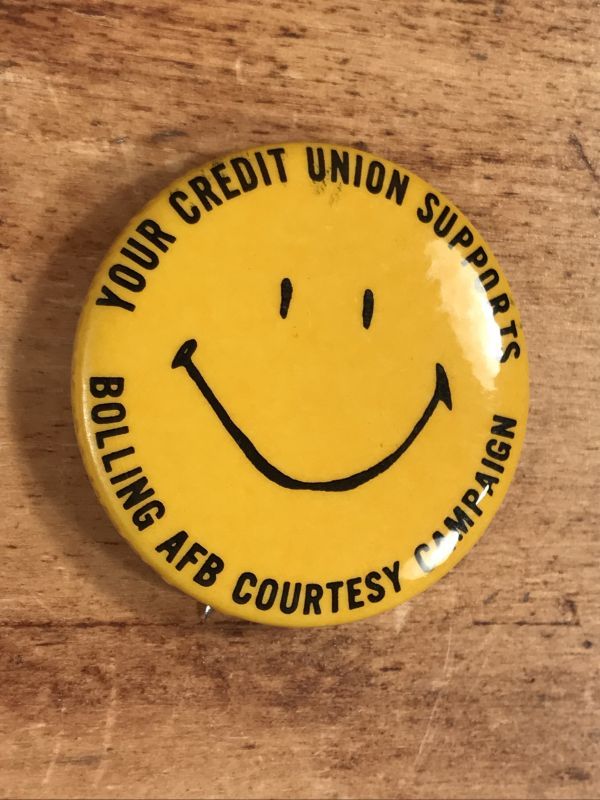 YOUR CREDIT UNION SUPPORTS
BOLLING AFB COURTESY CAMPAIGN